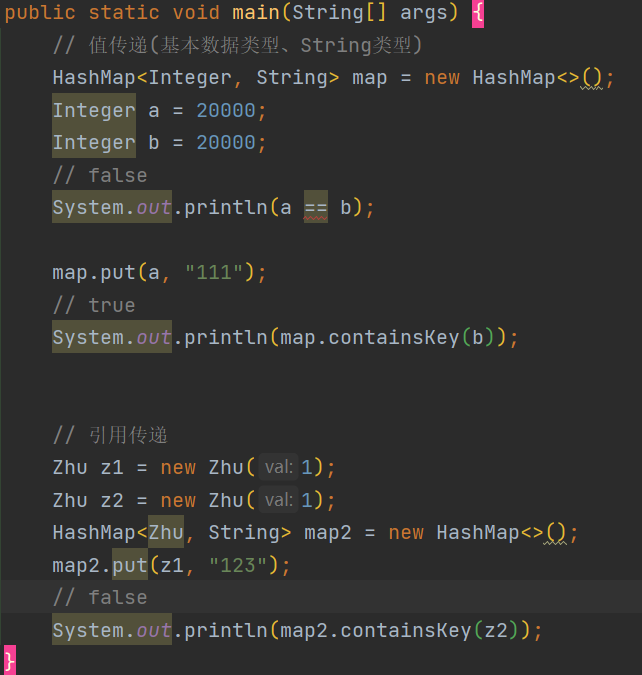 public static void main(String[] args) {
// 值传递(基本数据类型、String类型)
HashMap<Integer, String> map = new HashMap<>();
Integer a = 20000;
Integer b = 20000;
// false
System.out.println(a == b);
map.put(a, "111");
// true
System.out.println(map.containsKey(b));
// 引用传递
Zhu z1 = new Zhu( val: 1);
Zhu z2 = new Zhu( val: 1);
HashMap<Zhu, String> map2 = new HashMap<>();
map2.put(z1, "123");
// false
System.out.println(map2.containsKey(z2));
}